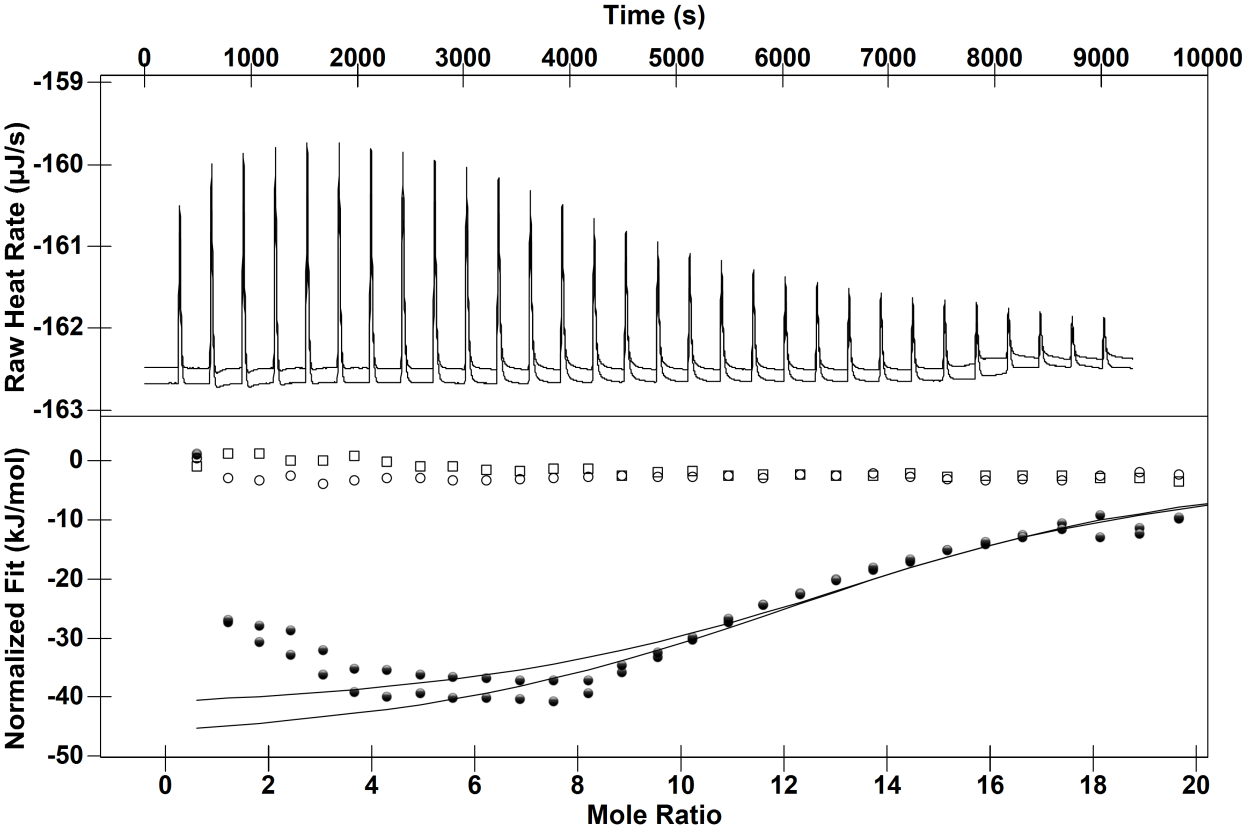 Time (s)
0 1000 2000 3000 4000 5000 6000 7000 8000 9000 10000
-159
-160
-161
-162
-163
Raw Heat Rate (µJ/s)
0
-10
-20
-30
-40
-50
Normalized Fit (kJ/mol)
0 2 4 6 8 10 12 14 16 18 20
Mole Ratio